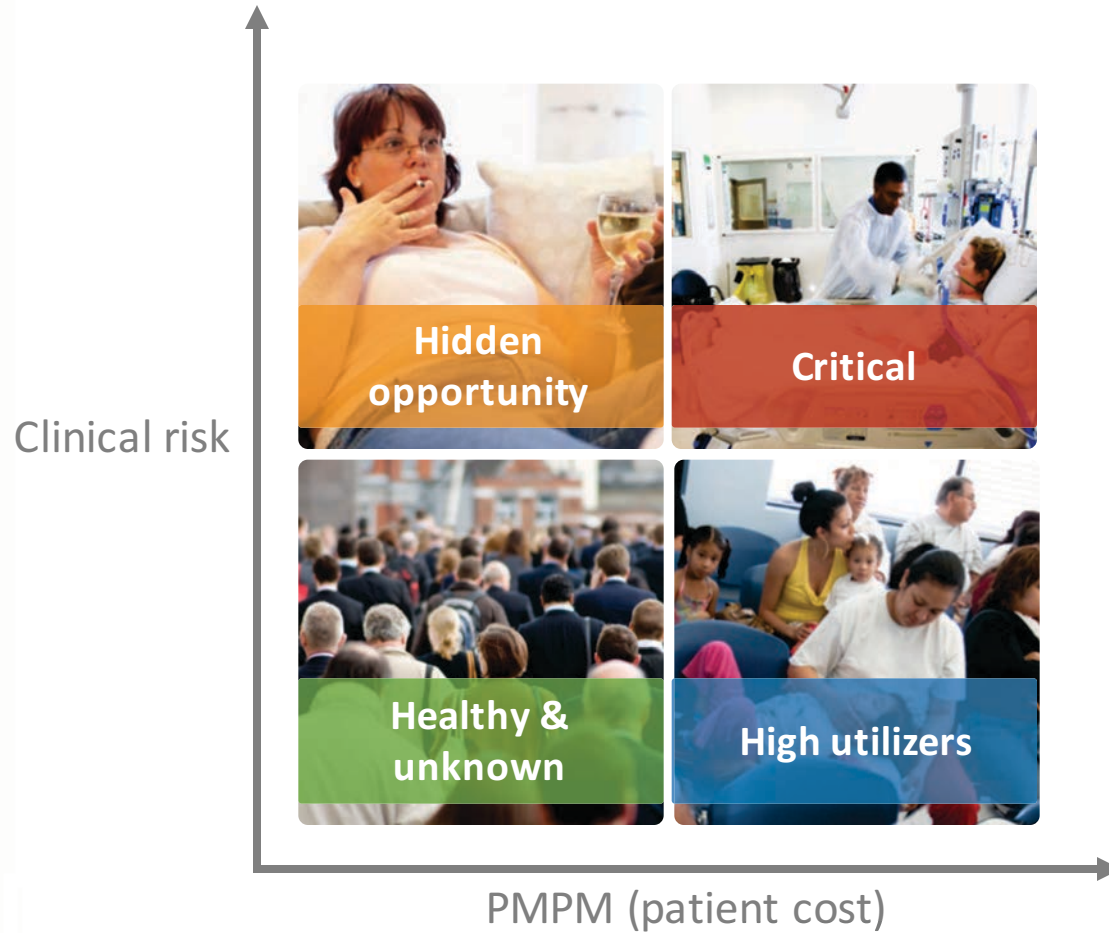 Hidden
opportunity
Critical
Clinical risk
Healthy &
unknown
High utilizers
PMPM (patient cost)